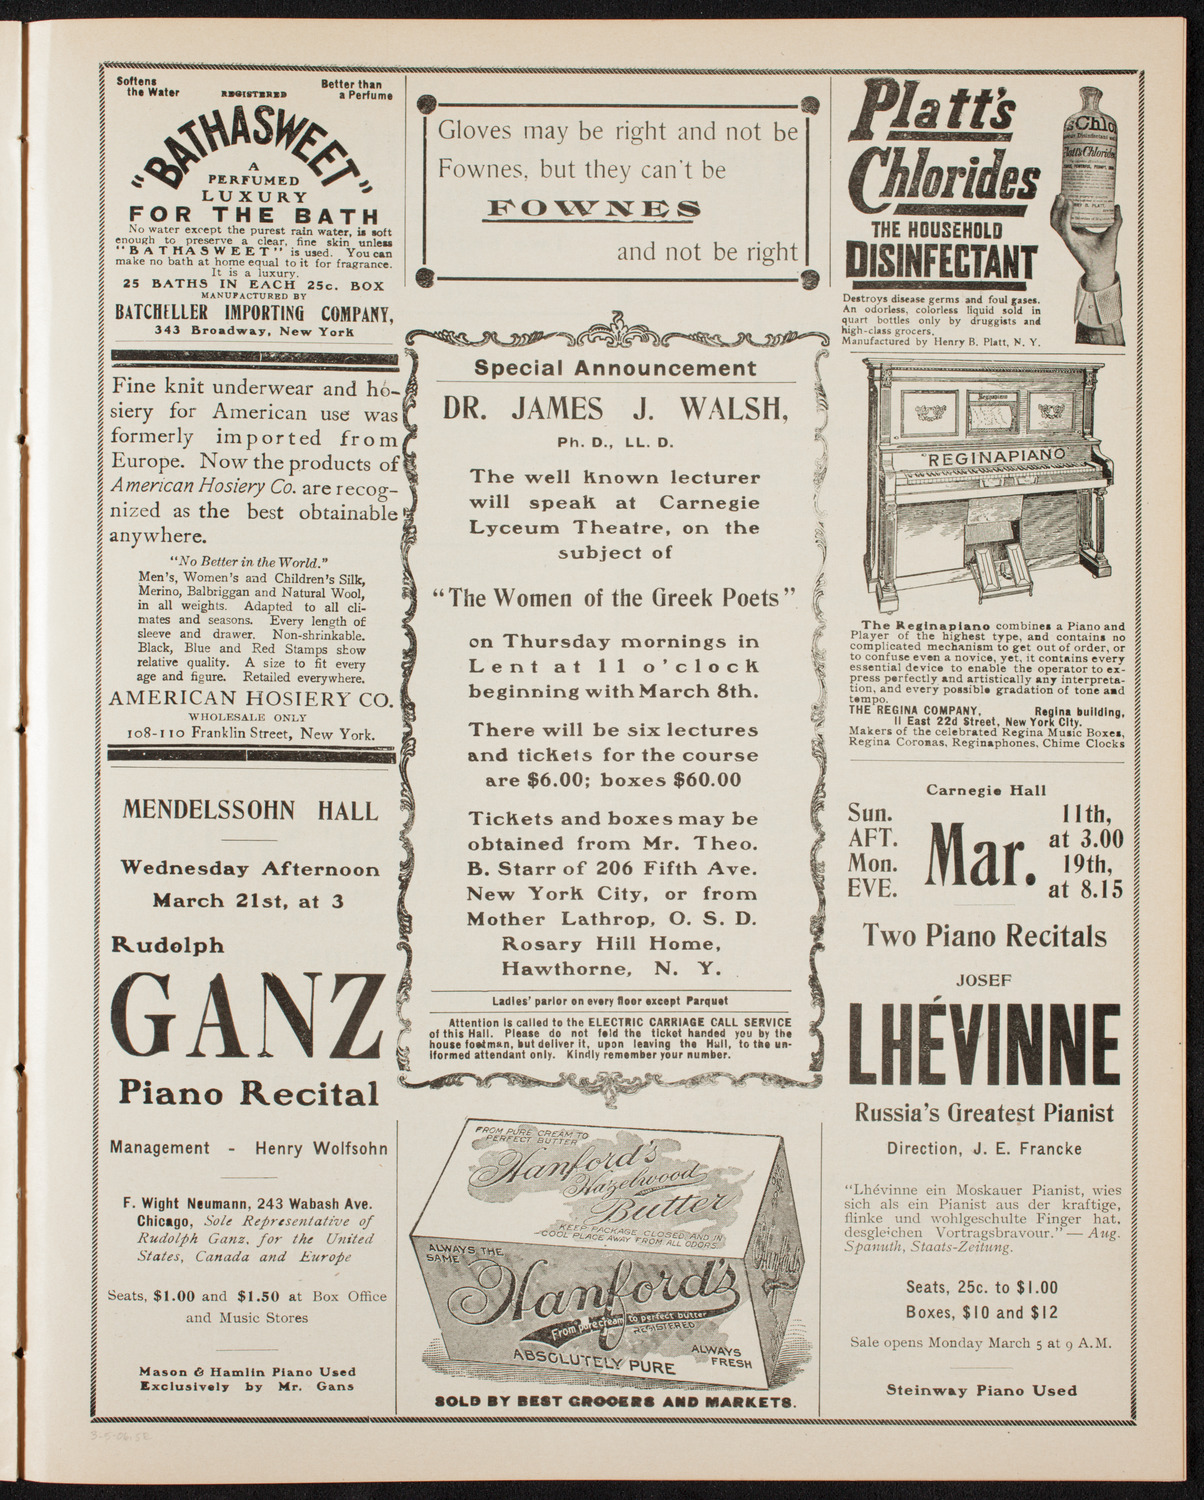 Softens
the Water
REGISTERED
Better than
a Perfume
"BATHASWEET"
A
PERFUMED
LUXURY
FOR THE BATH
No water except the purest rain water, is soft
enough to preserve a clear, fine skin unless
"BATHASWEET" is used. You can
make no bath at home equal to it for fragrance.
It is a luxury.
25 BATHS IN EACH 25c. BOX
MANUFACTURED BY
BATCHELLER IMPORTING COMPANY,
343 Broadway, New York
Fine knit underwear and ho-
siery for American use was
formerly imported from
Europe. Now the products of
American Hosiery Co. are recog-
nized as the best obtainable
anywhere.
"No Better in the World."
Men's, Women's and Children's Silk,
Merino, Balbriggan and Natural Wool,
in all weights. Adapted to all cli-
mates and seasons. Every length of
sleeve and drawer. Non-shrinkable.
Black, Blue and Red Stamps show
relative quality. A size to fit every
age and figure. Retailed everywhere.
AMERICAN HOSIERY CO.
WHOLESALE ONLY
108-110 Franklin Street, New York.
MENDELSSOHN HALL
Wednesday Afternoon
March 21st, at 3
Rudolph
GANZ
Piano Recital
Management - Henry Wolfsohn
F. Wight Neumann, 243 Wabash Ave.
Chicago, Sole Representative of
Rudolph Ganz, for the United
States, Canada and Europe
Seats, $1.00 and $1.50 at Box Office
and Music Stores
Mason & Hamlin Piano Used
Exclusively by Mr. Gans
Gloves may be right and not be
Fownes, but they can't be
FOWNES
and not be right
Special Announcement
DR. JAMES J. WALSH,
Ph. D., LL. D.
The well known lecturer
will speak at Carnegie
Lyceum Theatre, on the
subject of
"The Women of the Greek Poets"
on Thursday mornings in
Lent at 11 o'clock
beginning with March 8th.
There will be six lectures
and tickets for the course
are $6.00; boxes $60.00
Tickets and boxes may be
obtained from Mr. Theo.
B. Starr of 206 Fifth Ave.
New York City, or from
Mother Lathrop, O. S. D.
Rosary Hill Home,
Hawthorne, N. Y.
Ladies' parlor on every floor except Parquet
Attention is called to the ELECTRIC CARRIAGE CALL SERVICE
of this Hall. Please do not fold the ticket handed you by the
house footman, but deliver it, upon leaving the Hall, to the un-
iformed attendant only. Kindly remember your number.
FROM PURE CREAM TO
PERFECT BUTTER
Hanford's
Hazelwood
Butter
KEEP PACKAGE CLOSED AND IN
COOL PLACE AWAY FROM ALL ODORS
ALWAYS THE
SAME
Hanford's
From pure cream to perfect butter
REGISTERED
ABSOLUTELY PURE
ALWAYS
FRESH
Hanford's
SOLD BY BEST GROCERS AND MARKETS.
Platt's
Chlorides
THE HOUSEHOLD
DISINFECTANT
Destroys disease germs and foul gases.
An odorless, colorless liquid sold in
quart bottles only by druggists and
high-class grocers.
Manufactured by Henry B. Platt, N. Y.
s Chlo
Platt's Chlorides
Reginapiano
"REGINAPIANO
The Reginapiano combines a Piano and
Player of the highest type, and contains no
complicated mechanism to get out of order, or
to confuse even a novice, yet, it contains every
essential device to enable the operator to ex-
press perfectly and artistically any interpreta-
tion, and every possible gradation of tone and
tempo.
THE REGINA COMPANY, Regina building,
11 East 22d Street, New York City.
Makers of the celebrated Regina Music Boxes,
Regina Coronas, Reginaphones, Chime Clocks
Carnegie Hall
Sun. 11th,
AFT. at 3.00
Mar.
Mon. 19th,
EVE. at 8.15
Two Piano Recitals
JOSEF
LHÉVINNE
Russia's Greatest Pianist
Direction, J. E. Francke
"Lhévinne ein Moskauer Pianist, wies
sich als ein Pianist aus der kraftige,
flinke und wohlgeschulte Finger hat,
desgleichen Vortragsbravour." — Aug.
Spanuth, Staats-Zeitung.
Seats, 25c. to $1.00
Boxes, $10 and $12
Sale opens Monday March 5 at 9 A.M.
Steinway Piano Used
3-5-06-SE